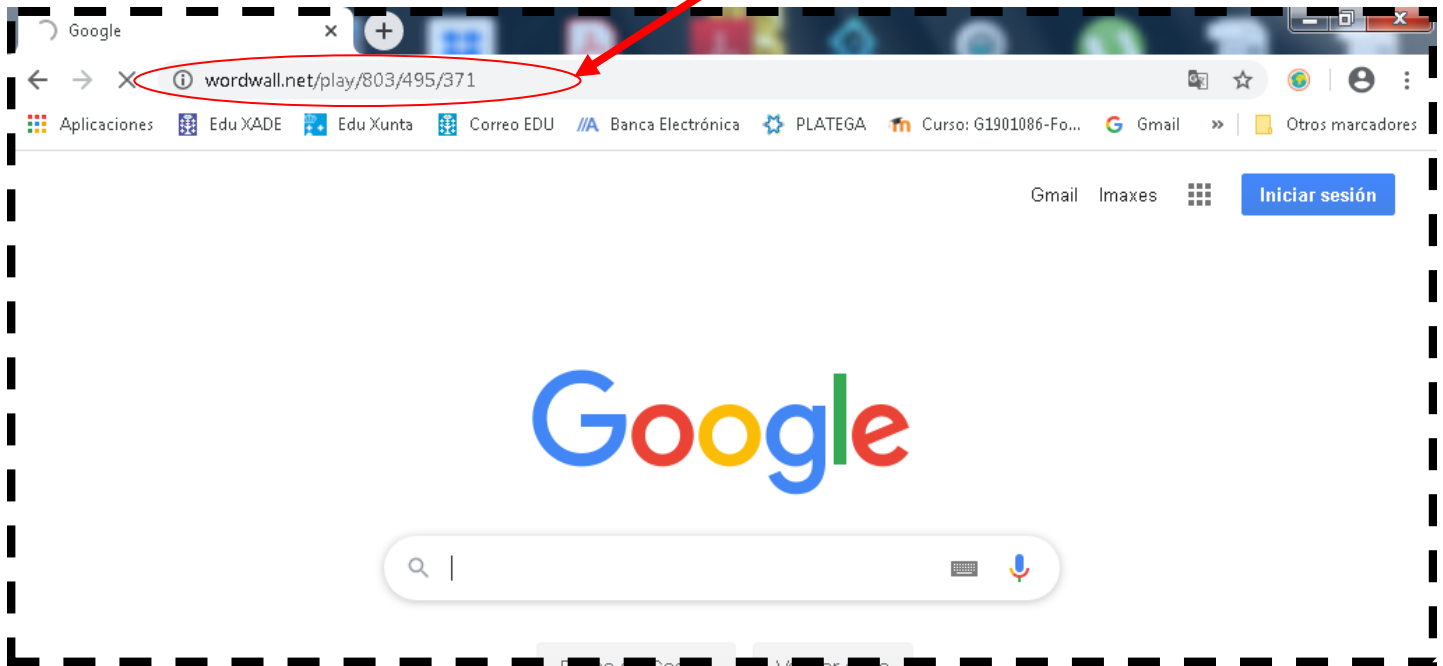 Google
wordwall.net/play/803/495/371
Aplicaciones Edu XADE Edu Xunta Correo EDU Banca Electrónica PLATEGA Curso: G1901086-Fo... Gmail » Otros marcadores
Gmail Imaxes Iniciar sesión
Google